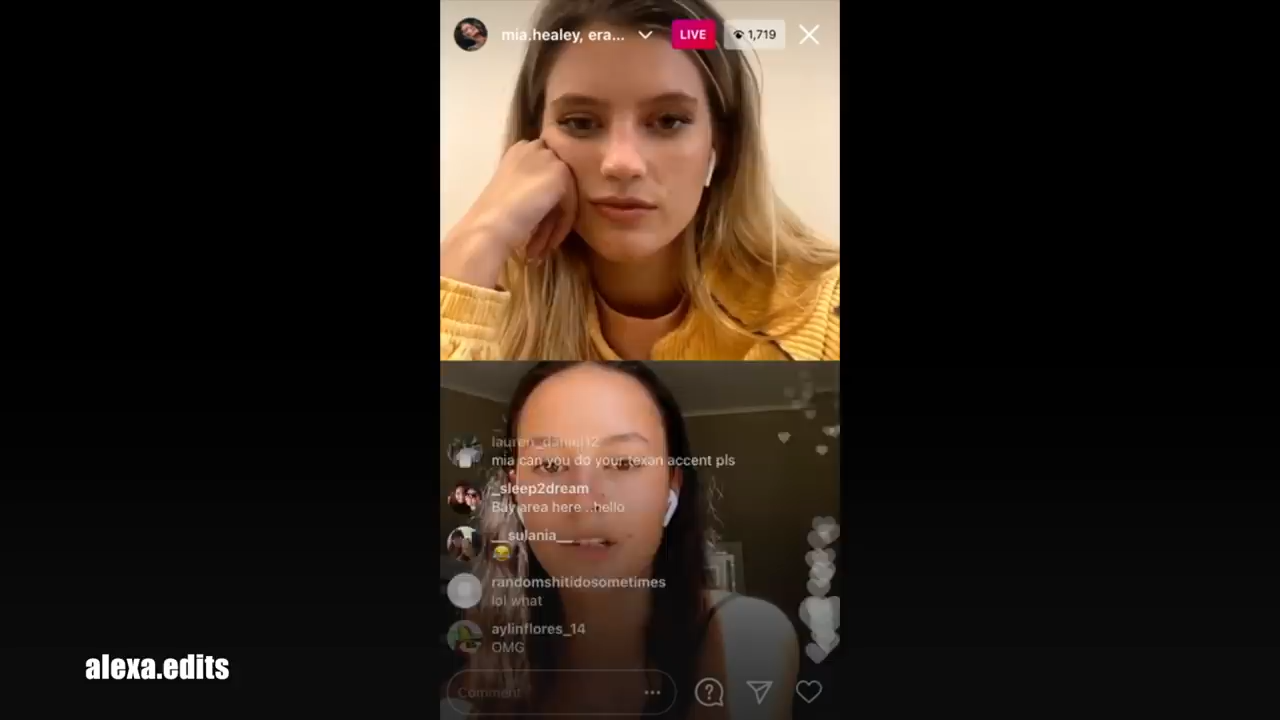 mia.healey, era...
LIVE
1,719
lauren_daniel12
mia can you do your texan accent pls
_sleep2dream
Bay area here ..hello
__sulania__
😂
randomshitidosometimes
lol what
aylinflores_14
OMG
Comment
alexa.edits